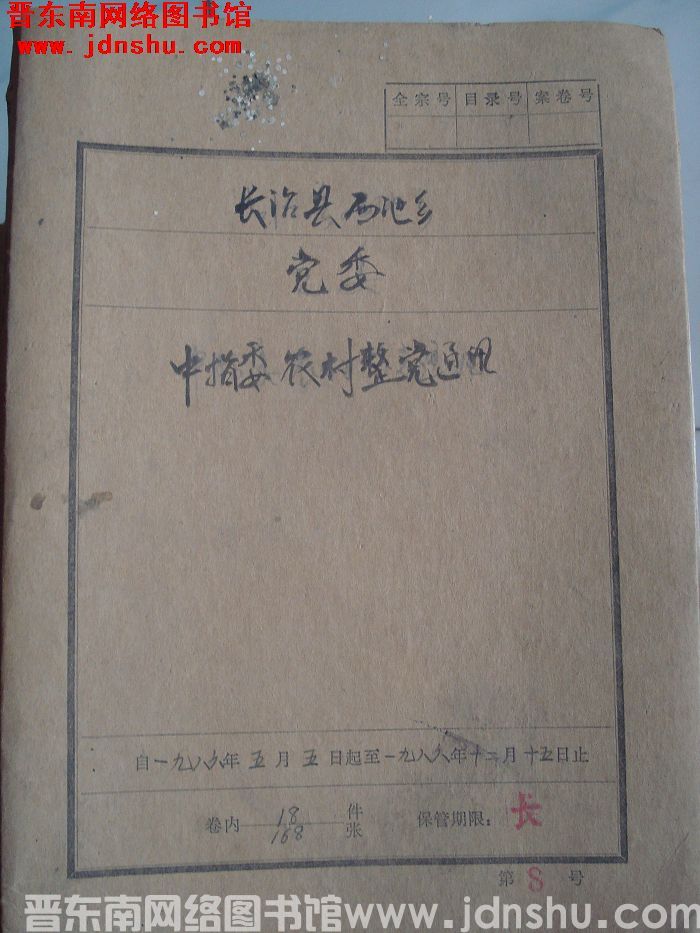 晋东南网络图书馆
www.jdnshu.com
全宗号 目录号 案卷号
长治县西池乡
党委
中指委农村整党通讯
自一九八六年五月五日起至一九八六年十二月十五日止
卷内 18 件 保管期限：长
168 张
第 8 号
晋东南网络图书馆www.jdnshu.com